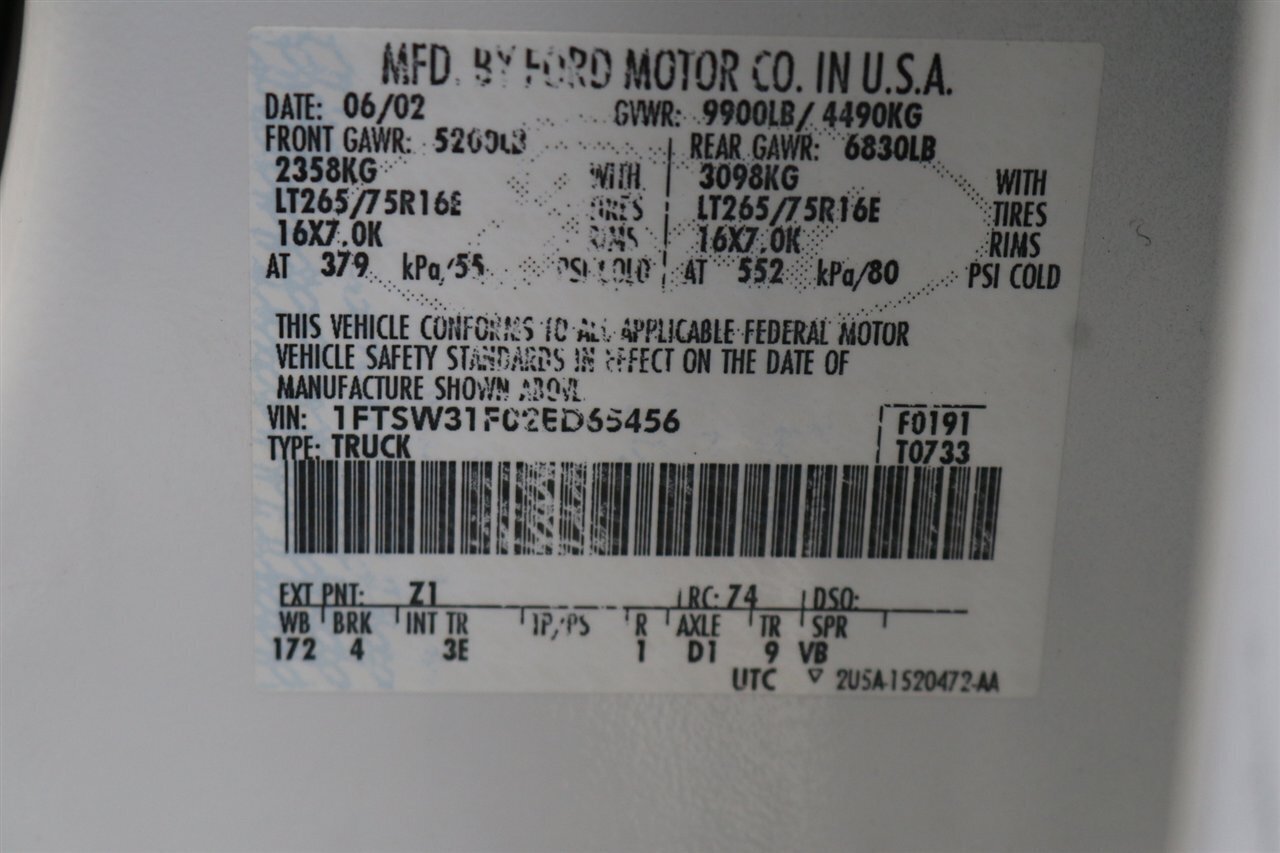 MFD. BY FORD MOTOR CO. IN U.S.A.
DATE: 06/02 GVWR: 9900LB/ 4490KG
FRONT GAWR: 5200LB REAR GAWR: 6830LB
2358KG WITH 3098KG WITH
LT265/75R16E TIRES LT265/75R16E TIRES
16X7.0K RIMS 16X7.0K RIMS
AT 379 kPa/55 PSI COLD AT 552 kPa/80 PSI COLD
THIS VEHICLE CONFORMS TO ALL APPLICABLE FEDERAL MOTOR
VEHICLE SAFETY STANDARDS IN EFFECT ON THE DATE OF
MANUFACTURE SHOWN ABOVE.
VIN: 1FTSW31F02ED65456 F0191
TYPE: TRUCK T0733
EXT PNT: Z1 RC: 74 DSO:
WB BRK INT TR TP/PS R AXLE TR SPR
172 4 3E 1 D1 9 VB
UTC ▽ 2U5A-1520472-AA